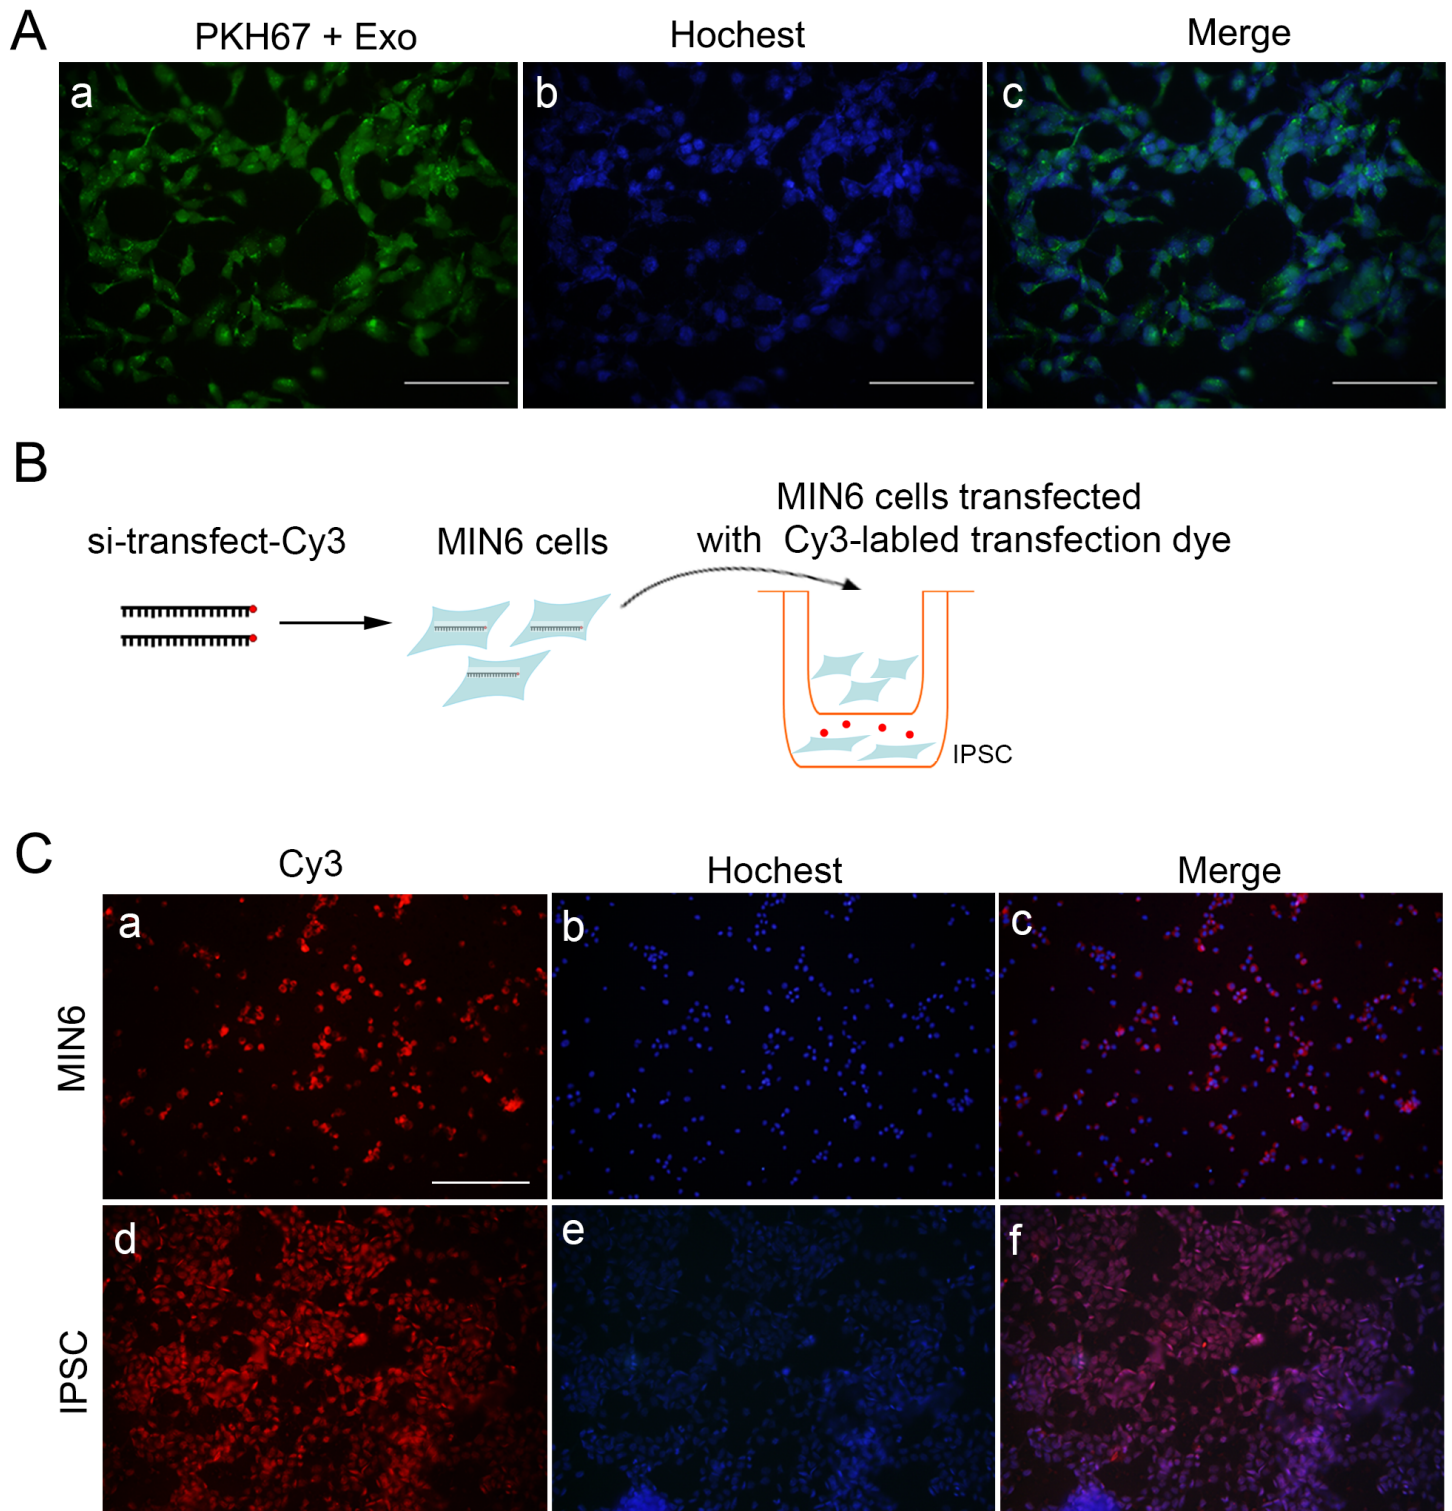 A
PKH67 + Exo
Hochest
Merge
a
b
c
B
si-transfect-Cy3
MIN6 cells
MIN6 cells transfected
with Cy3-labled transfection dye
IPSC
C
Cy3
Hochest
Merge
MIN6
a
b
c
IPSC
d
e
f